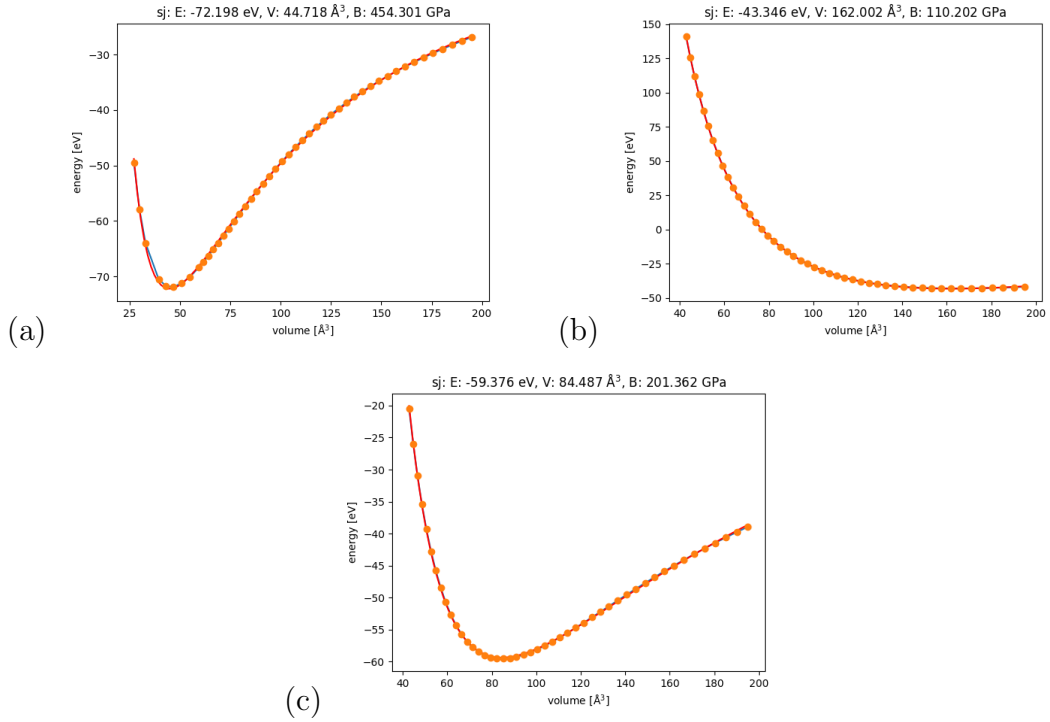 sj: E: -72.198 eV, V: 44.718 Å³, B: 454.301 GPa
−30
−40
−50
−60
−70
energy [eV]
25 50 75 100 125 150 175 200
volume [Å³]
(a)
sj: E: -43.346 eV, V: 162.002 Å³, B: 110.202 GPa
150
125
100
75
50
25
0
−25
−50
energy [eV]
40 60 80 100 120 140 160 180 200
volume [Å³]
(b)
sj: E: -59.376 eV, V: 84.487 Å³, B: 201.362 GPa
−20
−25
−30
−35
−40
−45
−50
−55
−60
energy [eV]
40 60 80 100 120 140 160 180 200
volume [Å³]
(c)